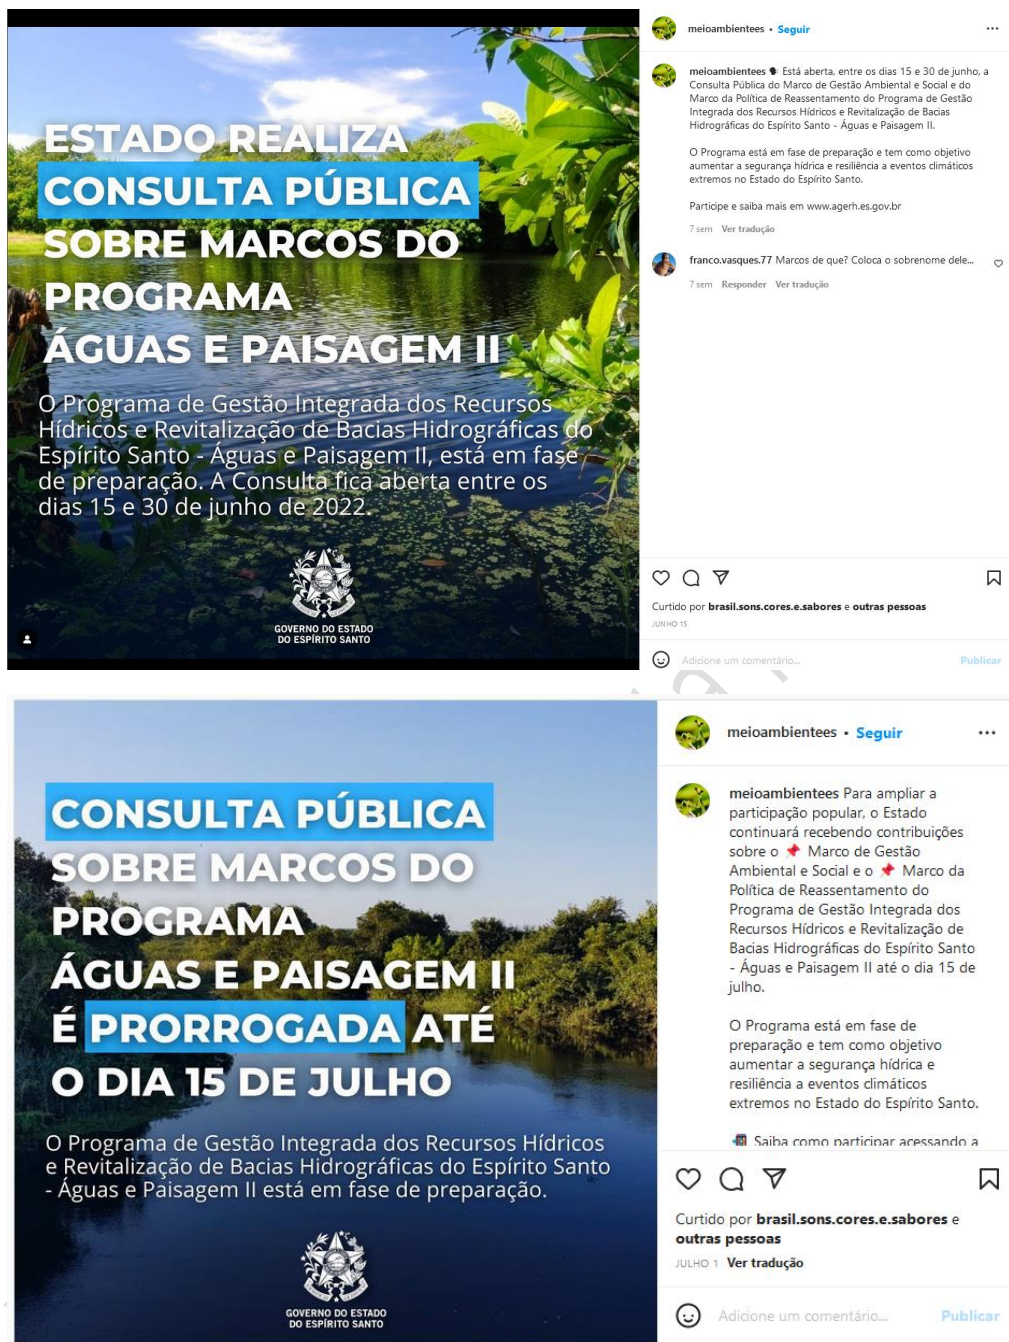 ESTADO REALIZA
CONSULTA PÚBLICA
SOBRE MARCOS DO
PROGRAMA
ÁGUAS E PAISAGEM II
O Programa de Gestão Integrada dos Recursos
Hídricos e Revitalização de Bacias Hidrográficas do
Espírito Santo - Águas e Paisagem II, está em fase
de preparação. A Consulta fica aberta entre os
dias 15 e 30 de junho de 2022.
GOVERNO DO ESTADO
DO ESPÍRITO SANTO
meioambientees • Seguir
meioambientees 🗣 Está aberta, entre os dias 15 e 30 de junho, a
Consulta Pública do Marco de Gestão Ambiental e Social e do
Marco da Política de Reassentamento do Programa de Gestão
Integrada dos Recursos Hídricos e Revitalização de Bacias
Hidrográficas do Espírito Santo - Águas e Paisagem II.
O Programa está em fase de preparação e tem como objetivo
aumentar a segurança hídrica e resiliência a eventos climáticos
extremos no Estado do Espírito Santo.
Participe e saiba mais em www.agerh.es.gov.br
7 sem Ver tradução
franco.vasques.77 Marcos de que? Coloca o sobrenome dele...
7 sem Responder Ver tradução
Curtido por brasil.sons.cores.e.sabores e outras pessoas
JUNHO 15
Adicione um comentário... Publicar
CONSULTA PÚBLICA
SOBRE MARCOS DO
PROGRAMA
ÁGUAS E PAISAGEM II
É PRORROGADA ATÉ
O DIA 15 DE JULHO
O Programa de Gestão Integrada dos Recursos Hídricos
e Revitalização de Bacias Hidrográficas do Espírito Santo
- Águas e Paisagem II está em fase de preparação.
GOVERNO DO ESTADO
DO ESPÍRITO SANTO
meioambientees • Seguir
meioambientees Para ampliar a
participação popular, o Estado
continuará recebendo contribuições
sobre o 📌 Marco de Gestão
Ambiental e Social e o 📌 Marco da
Política de Reassentamento do
Programa de Gestão Integrada dos
Recursos Hídricos e Revitalização de
Bacias Hidrográficas do Espírito Santo
- Águas e Paisagem II até o dia 15 de
julho.
O Programa está em fase de
preparação e tem como objetivo
aumentar a segurança hídrica e
resiliência a eventos climáticos
extremos no Estado do Espírito Santo.
📲 Saiba como participar acessando a
Curtido por brasil.sons.cores.e.sabores e
outras pessoas
JULHO 1 Ver tradução
Adicione um comentário... Publicar